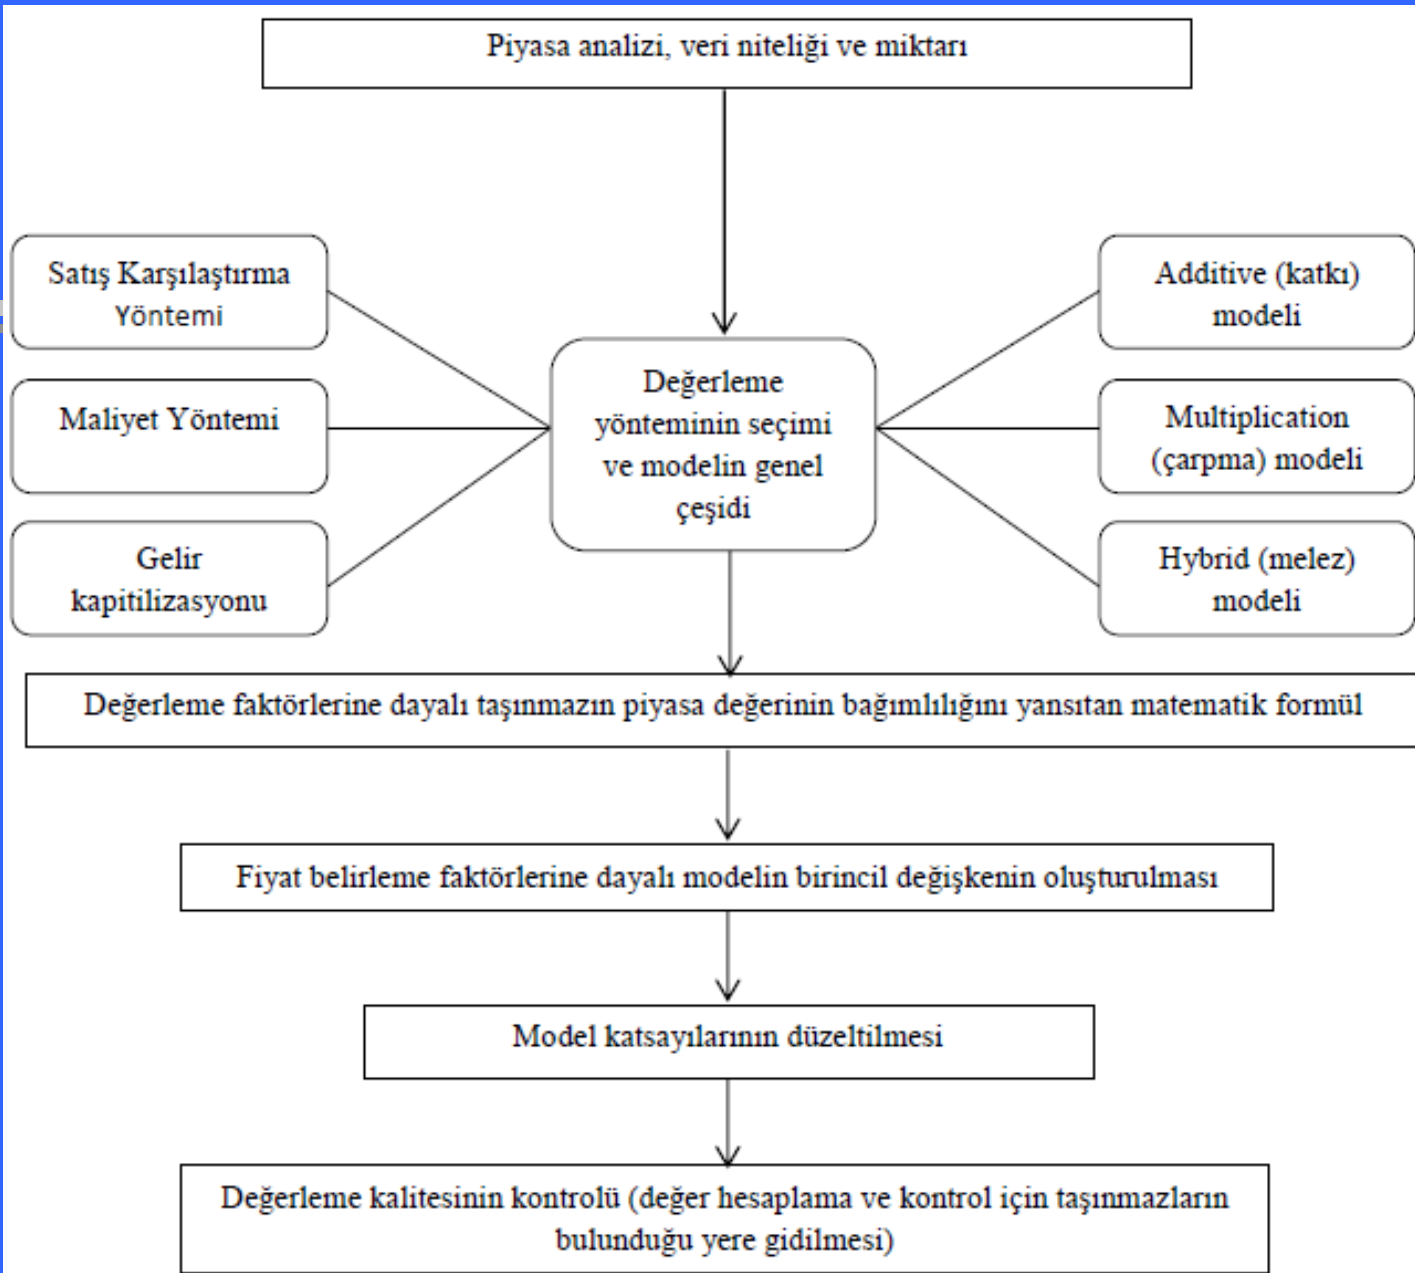 Piyasa analizi, veri niteliği ve miktarı
Satış Karşılaştırma
Yöntemi
Maliyet Yöntemi
Gelir
kapitilizasyonu
Değerleme
yönteminin seçimi
ve modelin genel
çeşidi
Additive (katkı)
modeli
Multiplication
(çarpma) modeli
Hybrid (melez)
modeli
Değerleme faktörlerine dayalı taşınmazın piyasa değerinin bağımlılığını yansıtan matematik formül
Fiyat belirleme faktörlerine dayalı modelin birincil değişkenin oluşturulması
Model katsayılarının düzeltilmesi
Değerleme kalitesinin kontrolü (değer hesaplama ve kontrol için taşınmazların
bulunduğu yere gidilmesi)